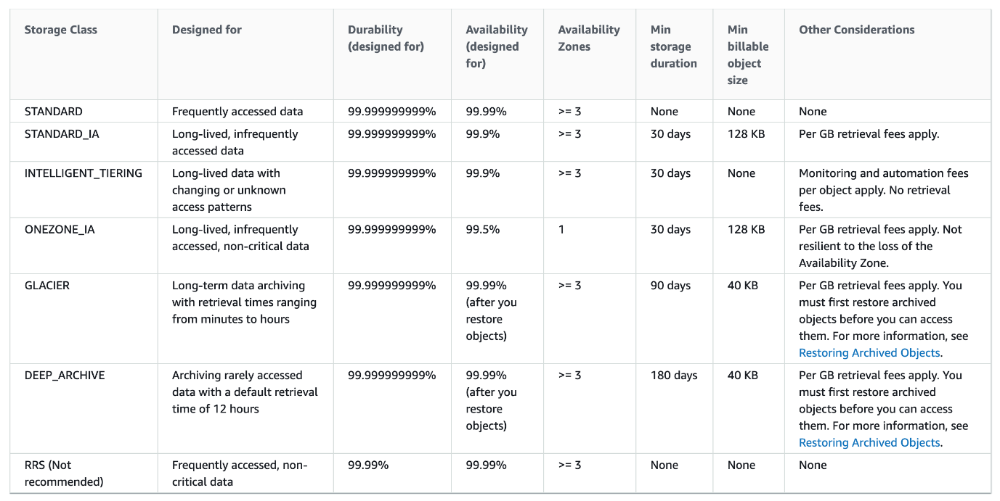 Storage Class
Designed for
Durability
(designed for)
Availability
(designed
for)
Availability
Zones
Min
storage
duration
Min
billable
object
size
Other Considerations
STANDARD
Frequently accessed data
99.999999999%
99.99%
>= 3
None
None
None
STANDARD_IA
Long-lived, infrequently
accessed data
99.999999999%
99.9%
>= 3
30 days
128 KB
Per GB retrieval fees apply.
INTELLIGENT_TIERING
Long-lived data with
changing or unknown
access patterns
99.999999999%
99.9%
>= 3
30 days
None
Monitoring and automation fees
per object apply. No retrieval
fees.
ONEZONE_IA
Long-lived, infrequently
accessed, non-critical data
99.999999999%
99.5%
1
30 days
128 KB
Per GB retrieval fees apply. Not
resilient to the loss of the
Availability Zone.
GLACIER
Long-term data archiving
with retrieval times ranging
from minutes to hours
99.999999999%
99.99%
(after you
restore
objects)
>= 3
90 days
40 KB
Per GB retrieval fees apply. You
must first restore archived
objects before you can access
them. For more information, see
Restoring Archived Objects.
DEEP_ARCHIVE
Archiving rarely accessed
data with a default retrieval
time of 12 hours
99.999999999%
99.99%
(after you
restore
objects)
>= 3
180 days
40 KB
Per GB retrieval fees apply. You
must first restore archived
objects before you can access
them. For more information, see
Restoring Archived Objects.
RRS (Not
recommended)
Frequently accessed, non-
critical data
99.99%
99.99%
>= 3
None
None
None